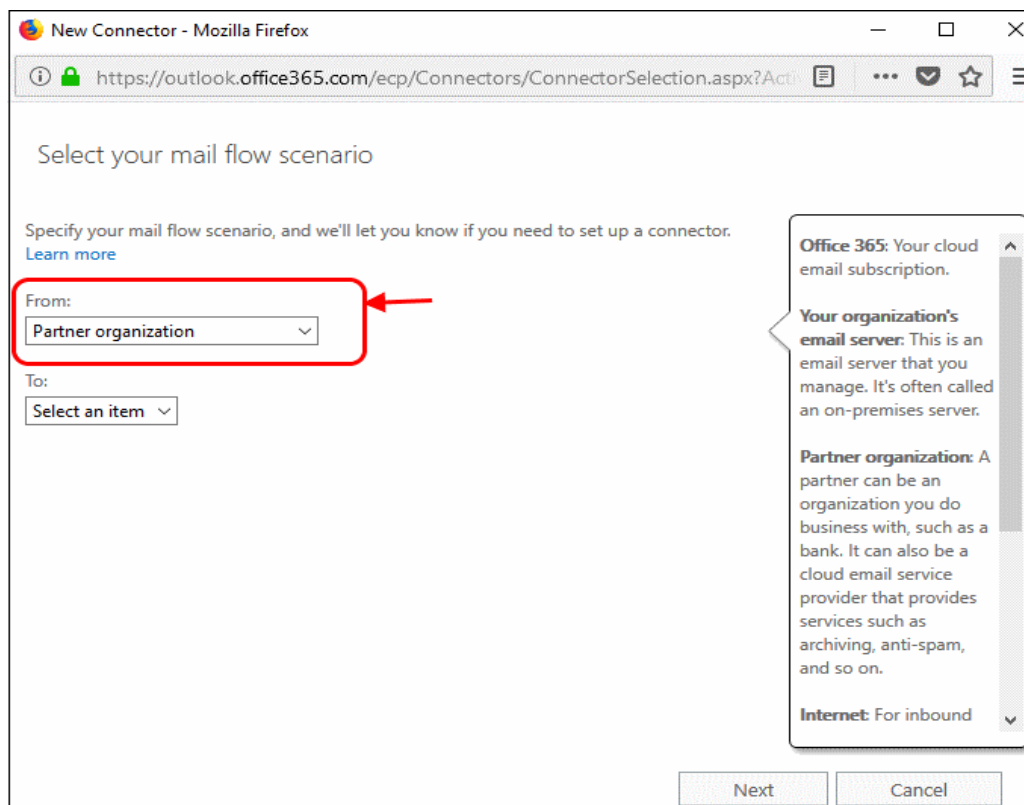 New Connector - Mozilla Firefox
https://outlook.office365.com/ecp/Connectors/ConnectorSelection.aspx?Acti
Select your mail flow scenario
Specify your mail flow scenario, and we'll let you know if you need to set up a connector.
Learn more
From:
Partner organization
To:
Select an item
Office 365: Your cloud
email subscription.
Your organization's
email server: This is an
email server that you
manage. It's often called
an on-premises server.
Partner organization: A
partner can be an
organization you do
business with, such as a
bank. It can also be a
cloud email service
provider that provides
services such as
archiving, anti-spam,
and so on.
Internet: For inbound
Next
Cancel